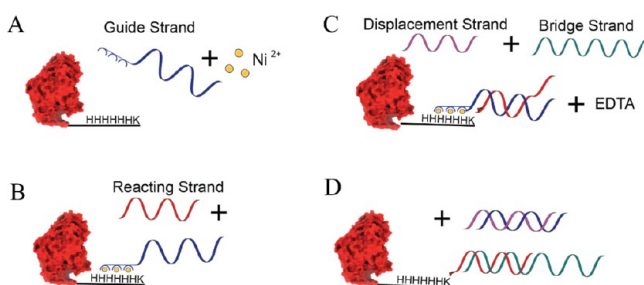 A
Guide Strand
+ Ni 2+
HHHHHHK
B
Reacting Strand
+
HHHHHHK
C
Displacement Strand + Bridge Strand
+ EDTA
HHHHHHK
D
+
HHHHHHK